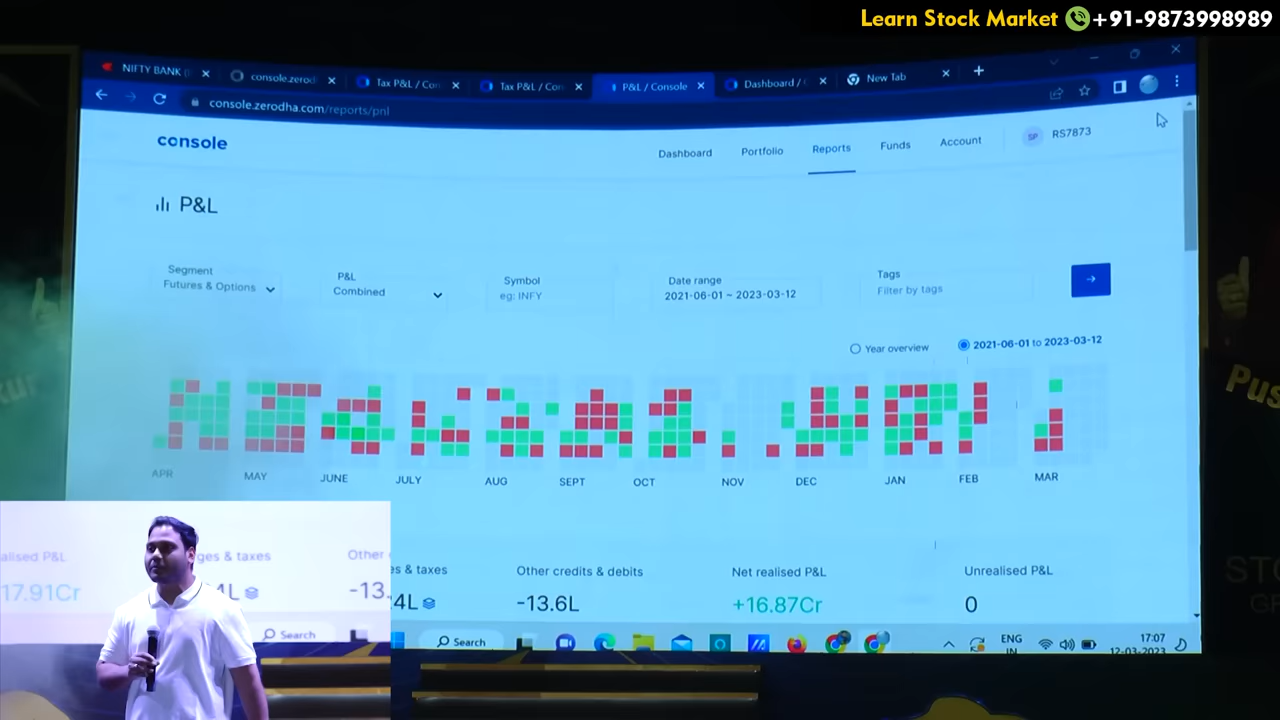 Learn Stock Market +91-9873998989
NIFTY BANK
console.zerod
Tax P&L / Con
Tax P&L / Con
P&L / Console
Dashboard /
New Tab
console.zerodha.com/reports/pnl
console
Dashboard
Portfolio
Reports
Funds
Account
SP
RS7873
P&L
Segment
Futures & Options
P&L
Combined
Symbol
eg: INFY
Date range
2021-06-01 ~ 2023-03-12
Tags
Filter by tags
Year overview
2021-06-01 to 2023-03-12
APR
MAY
JUNE
JULY
AUG
SEPT
OCT
NOV
DEC
JAN
FEB
MAR
alised P&L
ges & taxes
Other
17.91Cr
4L
-13.
Search
es & taxes
4L
Other credits & debits
-13.6L
Net realised P&L
+16.87Cr
Unrealised P&L
0
Search
ENG
IN
17:07
12-03-2023
kur
Pus
STO
GE